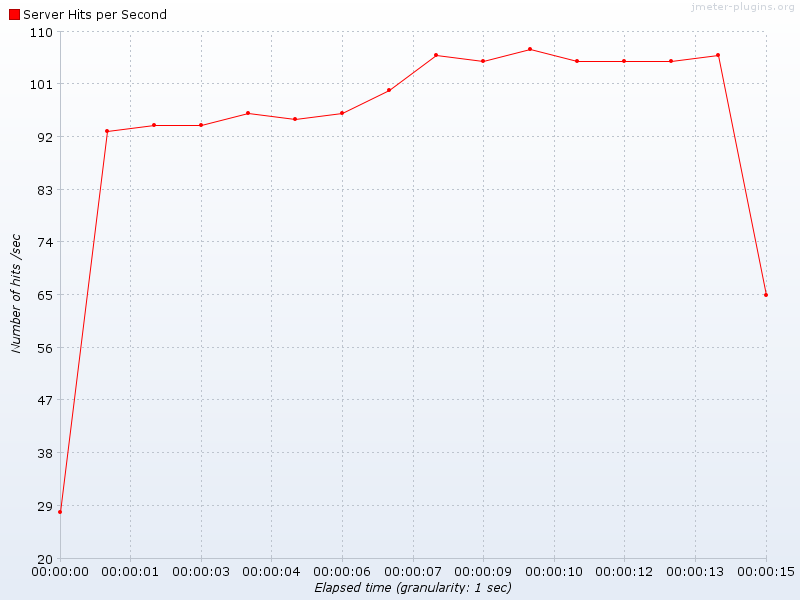 jmeter-plugins.org
Server Hits per Second
110
101
92
83
74
65
56
47
38
29
20
Number of hits /sec
00:00:00 00:00:01 00:00:03 00:00:04 00:00:06 00:00:07 00:00:09 00:00:10 00:00:12 00:00:13 00:00:15
Elapsed time (granularity: 1 sec)